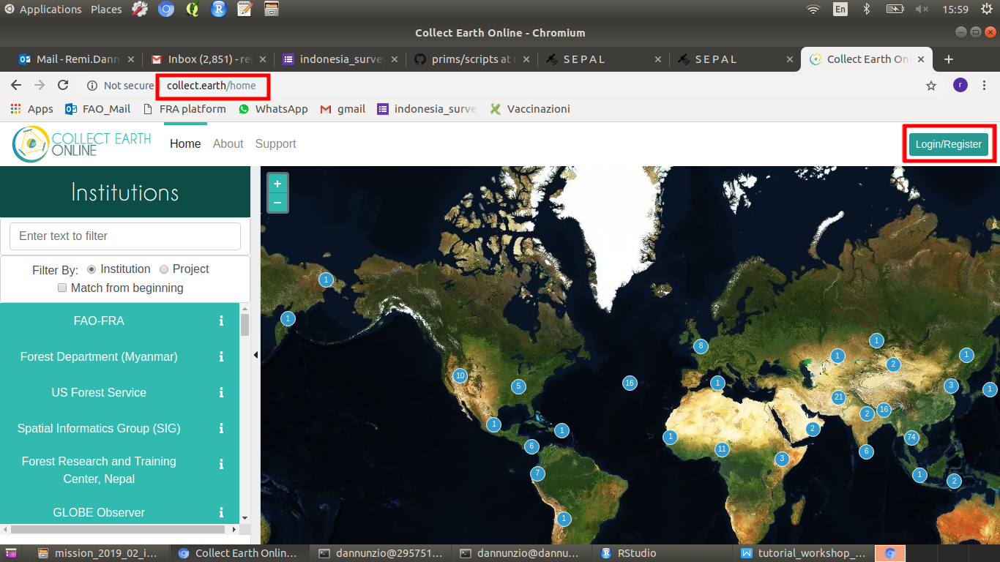 Applications Places En 15:59
Collect Earth Online - Chromium
Mail - Remi.Dann Inbox (2,851) - re indonesia_surve prims/scripts at S E P A L S E P A L Collect Earth Onl
Not secure collect.earth/home r
Apps FAO_Mail FRA platform WhatsApp gmail indonesia_surve Vaccinazioni
COLLECT EARTH
ONLINE
Home About Support
Login/Register
Institutions
Enter text to filter
Filter By: Institution Project
Match from beginning
FAO-FRA
Forest Department (Myanmar)
US Forest Service
Spatial Informatics Group (SIG)
Forest Research and Training
Center, Nepal
GLOBE Observer
+
−
1
1
8
1
1
1
2
10
5
16
1
3
1
21
2
16
1
1
2
1
74
6
11
6
3
7
1
2
1
mission_2019_02_i... Collect Earth Onlin... dannunzio@295751... dannunzio@dannu... RStudio tutorial_workshop_...